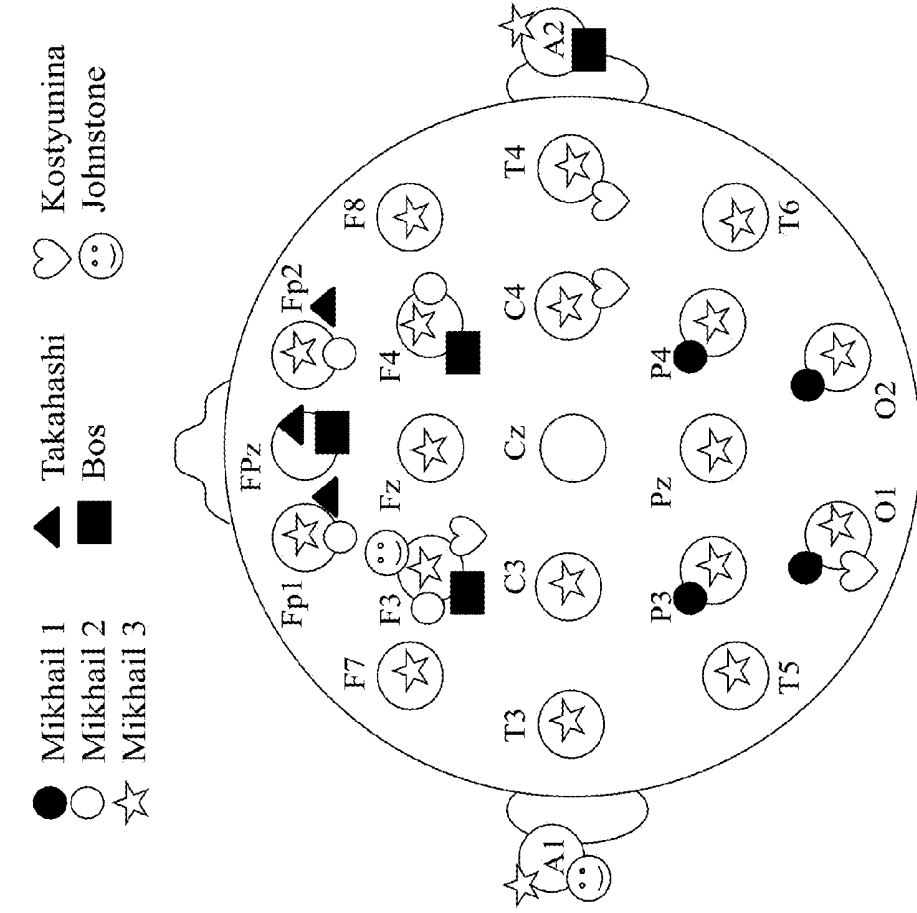 Mikhail 1
Mikhail 2
Mikhail 3
Takahashi
Bos
Kostyunina
Johnstone
FPz
Fp1
Fp2
F7
F3
Fz
F4
F8
A1
T3
C3
Cz
C4
T4
A2
T5
P3
Pz
P4
T6
O1
O2